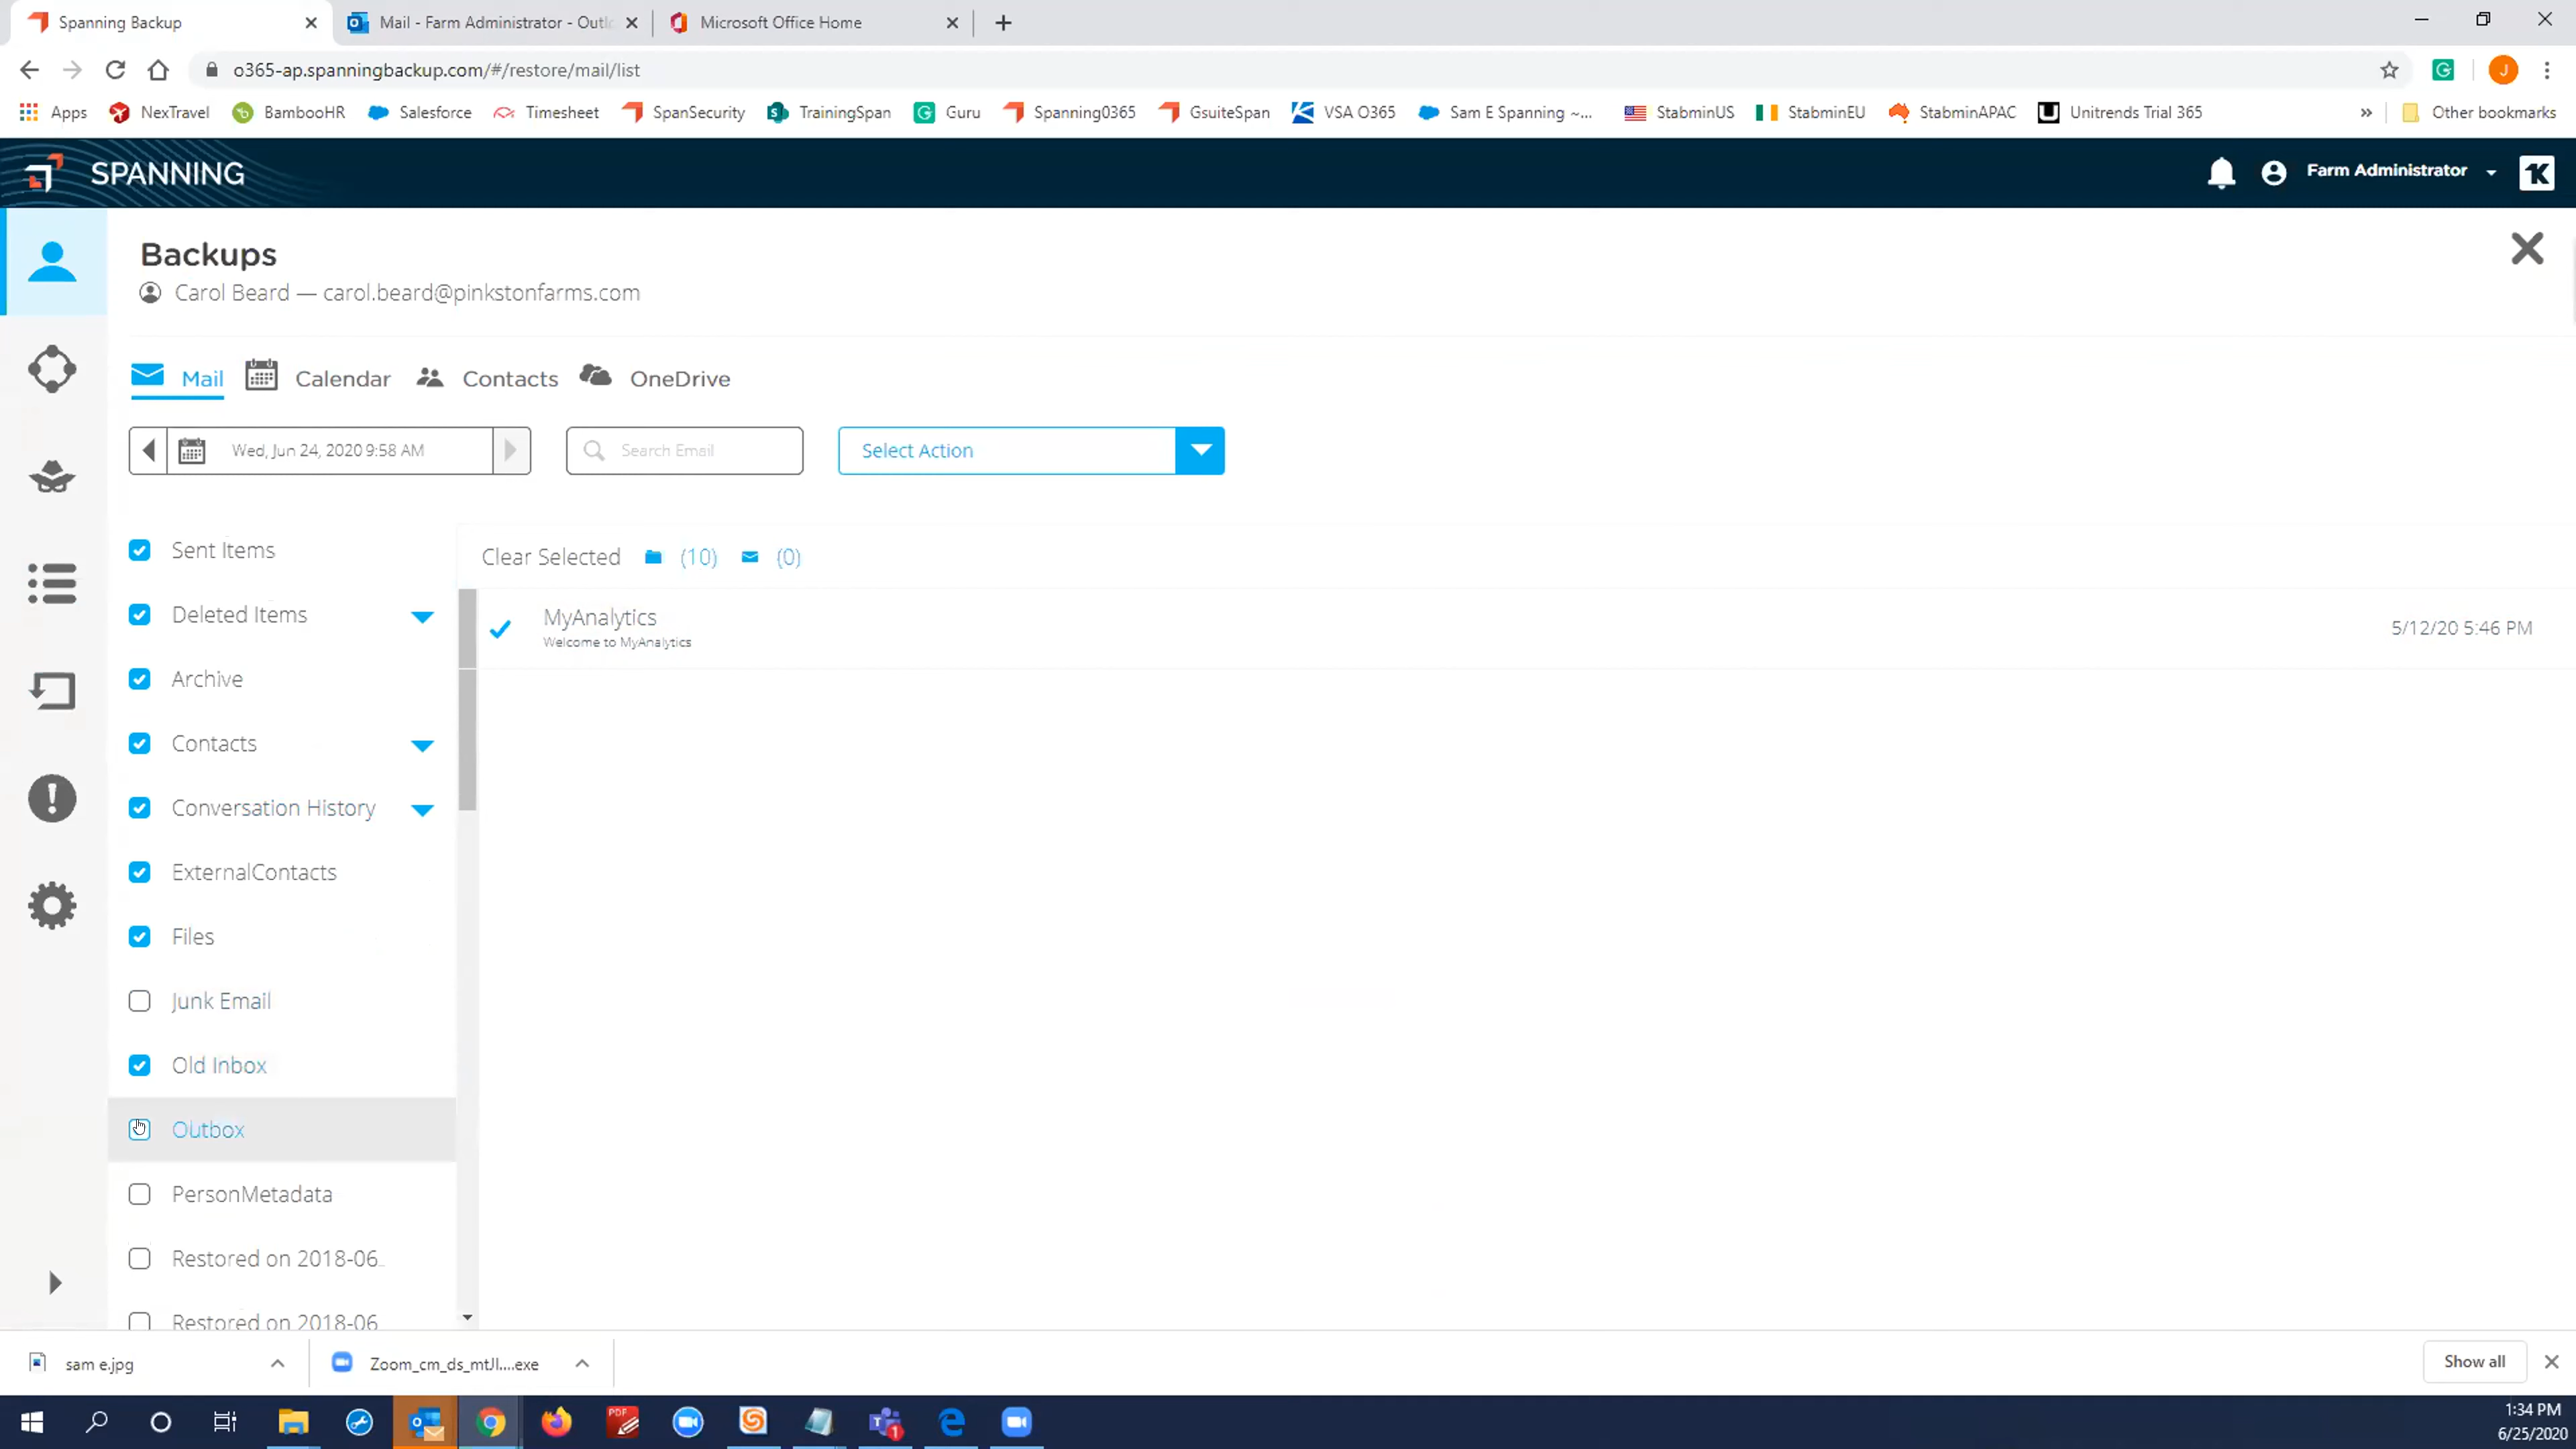 Spanning Backup
Mail - Farm Administrator - Outl
Microsoft Office Home
o365-ap.spanningbackup.com/#/restore/mail/list
J
Apps
NexTravel
BambooHR
Salesforce
Timesheet
SpanSecurity
TrainingSpan
Guru
Spanning0365
GsuiteSpan
VSA O365
Sam E Spanning ~...
StabminUS
StabminEU
StabminAPAC
Unitrends Trial 365
Other bookmarks
SPANNING
Farm Administrator
Backups
Carol Beard — carol.beard@pinkstonfarms.com
Mail
Calendar
Contacts
OneDrive
Wed, Jun 24, 2020 9:58 AM
Search Email
Select Action
Sent Items
Deleted Items
Archive
Contacts
Conversation History
ExternalContacts
Files
Junk Email
Old Inbox
Outbox
PersonMetadata
Restored on 2018-06...
Restored on 2018-06
Clear Selected (10) (0)
MyAnalytics
Welcome to MyAnalytics
5/12/20 5:46 PM
sam e.jpg
Zoom_cm_ds_mtJl....exe
Show all
PDF
1
1:34 PM
6/25/2020